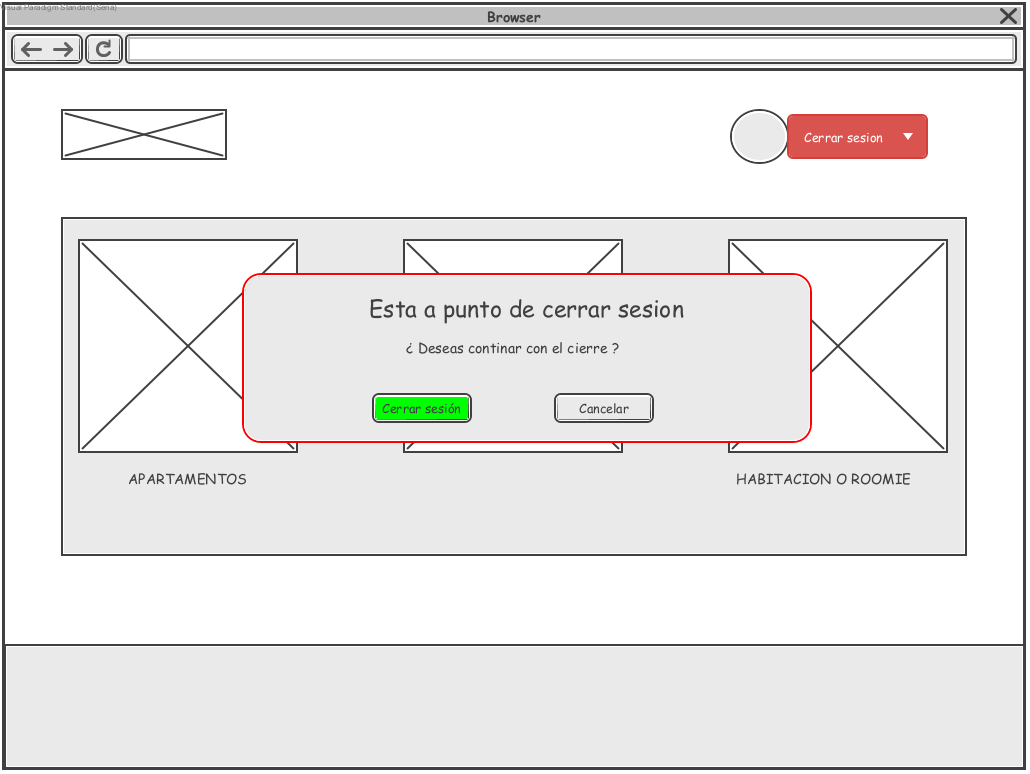 Visual Paradigm Standard(Sena)
Browser
Cerrar sesion
Esta a punto de cerrar sesion
¿ Deseas continar con el cierre ?
Cerrar sesión
Cancelar
APARTAMENTOS
HABITACION O ROOMIE